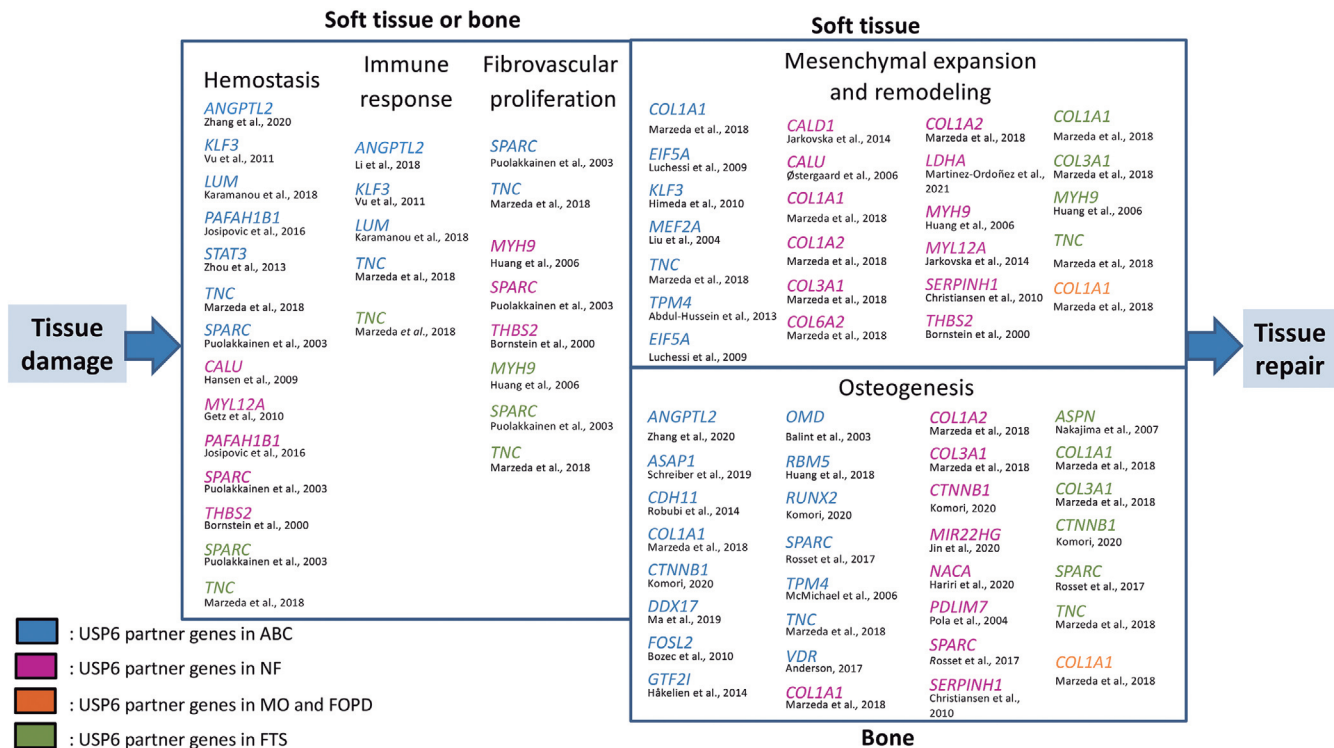 Soft tissue or bone
Hemostasis
ANGPTL2
Zhang et al., 2020
KLF3
Vu et al., 2011
LUM
Karamanou et al., 2018
PAFAH1B1
Josipovic et al., 2016
STAT3
Zhou et al., 2013
TNC
Marzeda et al., 2018
SPARC
Puolakkainen et al., 2003
CALU
Hansen et al., 2009
MYL12A
Getz et al., 2010
PAFAH1B1
Josipovic et al., 2016
SPARC
Puolakkainen et al., 2003
THBS2
Bornstein et al., 2000
SPARC
Puolakkainen et al., 2003
TNC
Marzeda et al., 2018
Immune
response
ANGPTL2
Li et al., 2018
KLF3
Vu et al., 2011
LUM
Karamanou et al., 2018
TNC
Marzeda et al., 2018
TNC
Marzeda et al., 2018
Fibrovascular
proliferation
SPARC
Puolakkainen et al., 2003
TNC
Marzeda et al., 2018
MYH9
Huang et al., 2006
SPARC
Puolakkainen et al., 2003
THBS2
Bornstein et al., 2000
MYH9
Huang et al., 2006
SPARC
Puolakkainen et al., 2003
TNC
Marzeda et al., 2018
Soft tissue
Mesenchymal expansion
and remodeling
COL1A1
Marzeda et al., 2018
EIF5A
Luchessi et al., 2009
KLF3
Himeda et al., 2010
MEF2A
Liu et al., 2004
TNC
Marzeda et al., 2018
TPM4
Abdul-Hussein et al., 2013
EIF5A
Luchessi et al., 2009
CALD1
Jarkovska et al., 2014
CALU
Østergaard et al., 2006
COL1A1
Marzeda et al., 2018
COL1A2
Marzeda et al., 2018
COL3A1
Marzeda et al., 2018
COL6A2
Marzeda et al., 2018
COL1A2
Marzeda et al., 2018
LDHA
Martinez-Ordoñez et al.,
2021
MYH9
Huang et al., 2006
MYL12A
Jarkovska et al., 2014
SERPINH1
Christiansen et al., 2010
THBS2
Bornstein et al., 2000
COL1A1
Marzeda et al., 2018
COL3A1
Marzeda et al., 2018
MYH9
Huang et al., 2006
TNC
Marzeda et al., 2018
COL1A1
Marzeda et al., 2018
Osteogenesis
ANGPTL2
Zhang et al., 2020
ASAP1
Schreiber et al., 2019
CDH11
Robubi et al., 2014
COL1A1
Marzeda et al., 2018
CTNNB1
Komori, 2020
DDX17
Ma et al., 2019
FOSL2
Bozec et al., 2010
GTF2I
Håkelien et al., 2014
OMD
Balint et al., 2003
RBM5
Huang et al., 2018
RUNX2
Komori, 2020
SPARC
Rosset et al., 2017
TPM4
McMichael et al., 2006
TNC
Marzeda et al., 2018
VDR
Anderson, 2017
COL1A1
Marzeda et al., 2018
COL1A2
Marzeda et al., 2018
COL3A1
Marzeda et al., 2018
CTNNB1
Komori, 2020
MIR22HG
Jin et al., 2020
NACA
Hariri et al., 2020
PDLIM7
Pola et al., 2004
SPARC
Rosset et al., 2017
SERPINH1
Christiansen et al.,
2010
ASPN
Nakajima et al., 2007
COL1A1
Marzeda et al., 2018
COL3A1
Marzeda et al., 2018
CTNNB1
Komori, 2020
SPARC
Rosset et al., 2017
TNC
Marzeda et al., 2018
COL1A1
Marzeda et al., 2018
Bone
Tissue
damage
Tissue
repair
: USP6 partner genes in ABC
: USP6 partner genes in NF
: USP6 partner genes in MO and FOPD
: USP6 partner genes in FTS